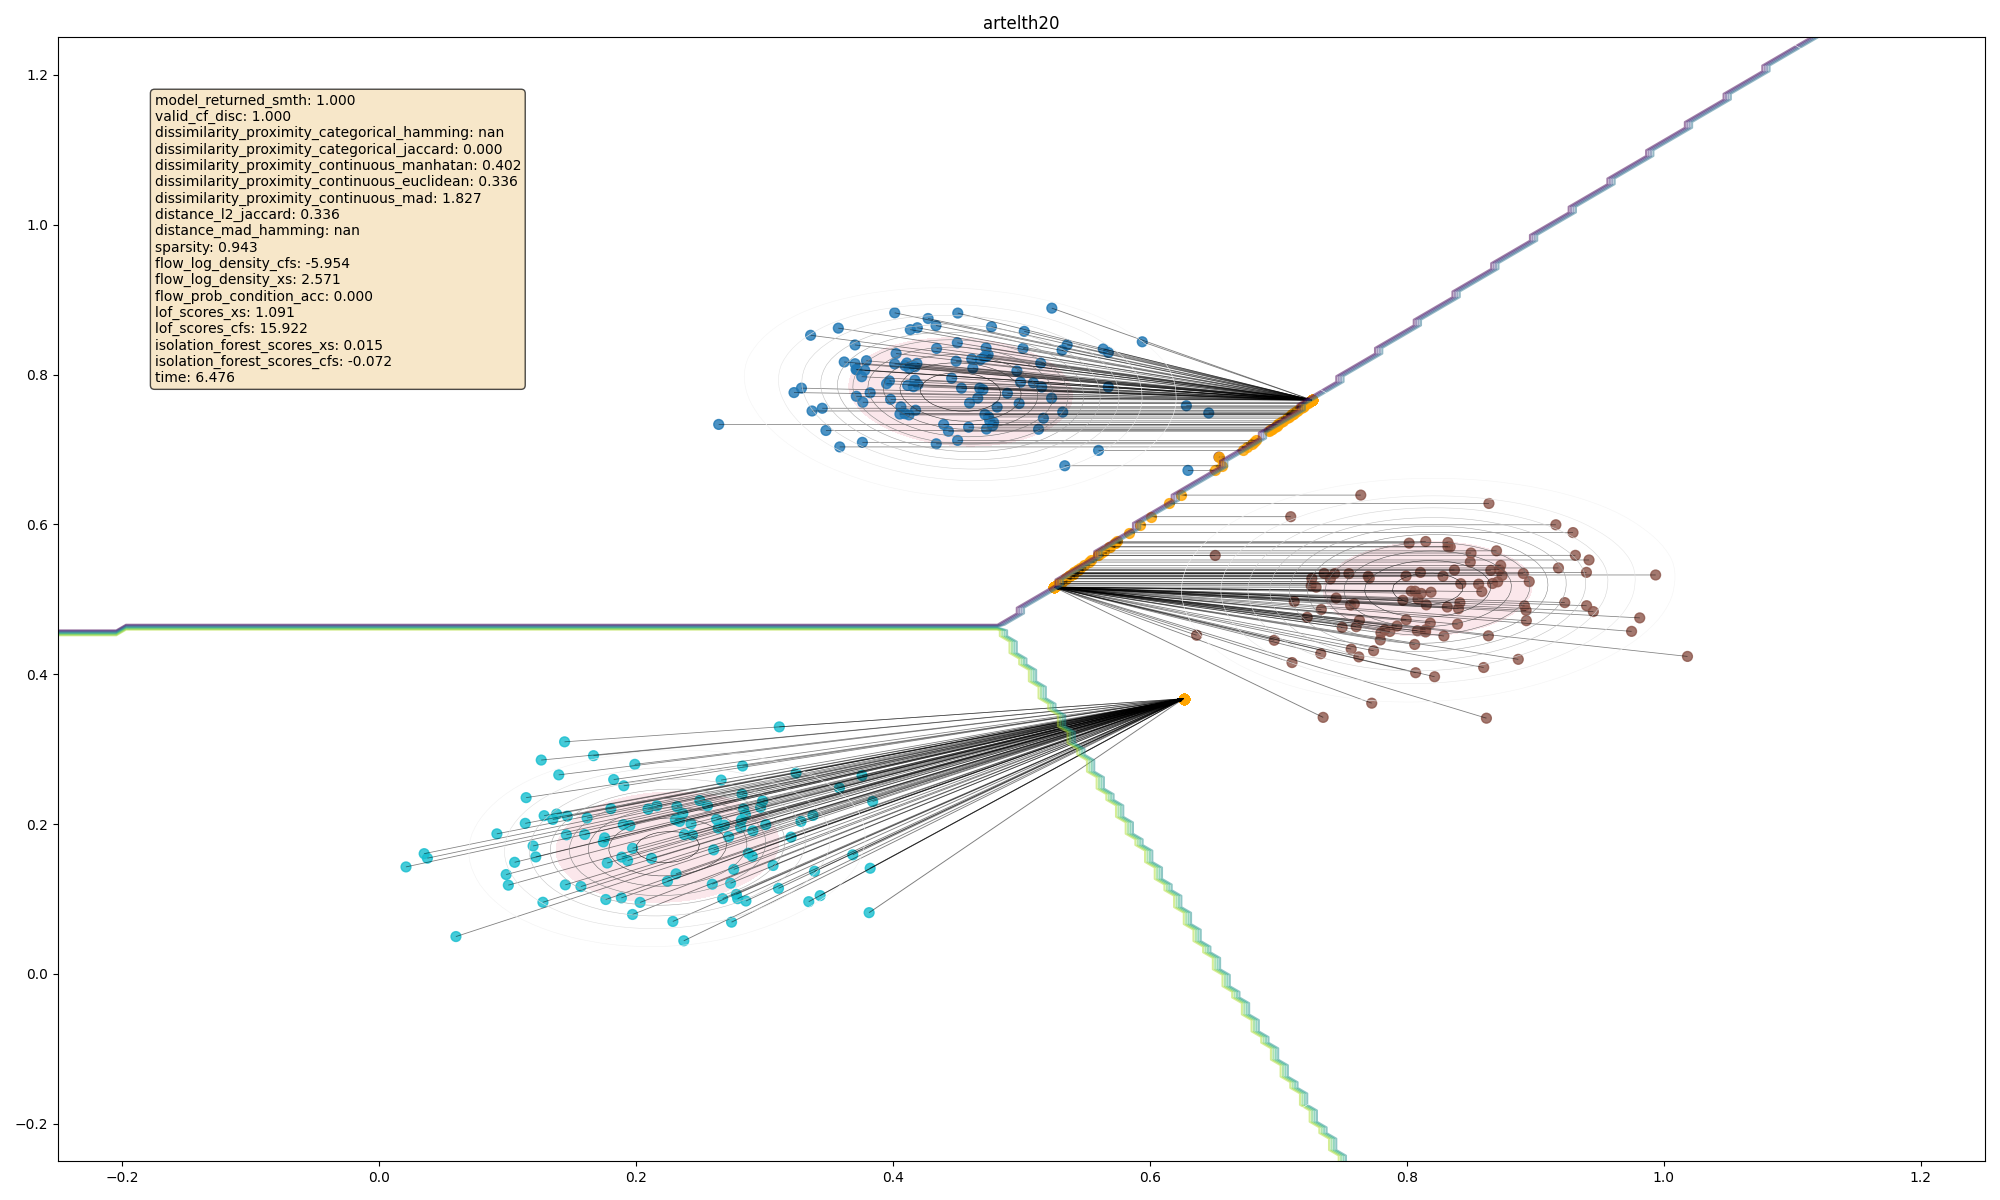 artelth20
model_returned_smth: 1.000
valid_cf_disc: 1.000
dissimilarity_proximity_categorical_hamming: nan
dissimilarity_proximity_categorical_jaccard: 0.000
dissimilarity_proximity_continuous_manhatan: 0.402
dissimilarity_proximity_continuous_euclidean: 0.336
dissimilarity_proximity_continuous_mad: 1.827
distance_l2_jaccard: 0.336
distance_mad_hamming: nan
sparsity: 0.943
flow_log_density_cfs: -5.954
flow_log_density_xs: 2.571
flow_prob_condition_acc: 0.000
lof_scores_xs: 1.091
lof_scores_cfs: 15.922
isolation_forest_scores_xs: 0.015
isolation_forest_scores_cfs: -0.072
time: 6.476
1.2
1.0
0.8
0.6
0.4
0.2
0.0
−0.2
−0.2 0.0 0.2 0.4 0.6 0.8 1.0 1.2